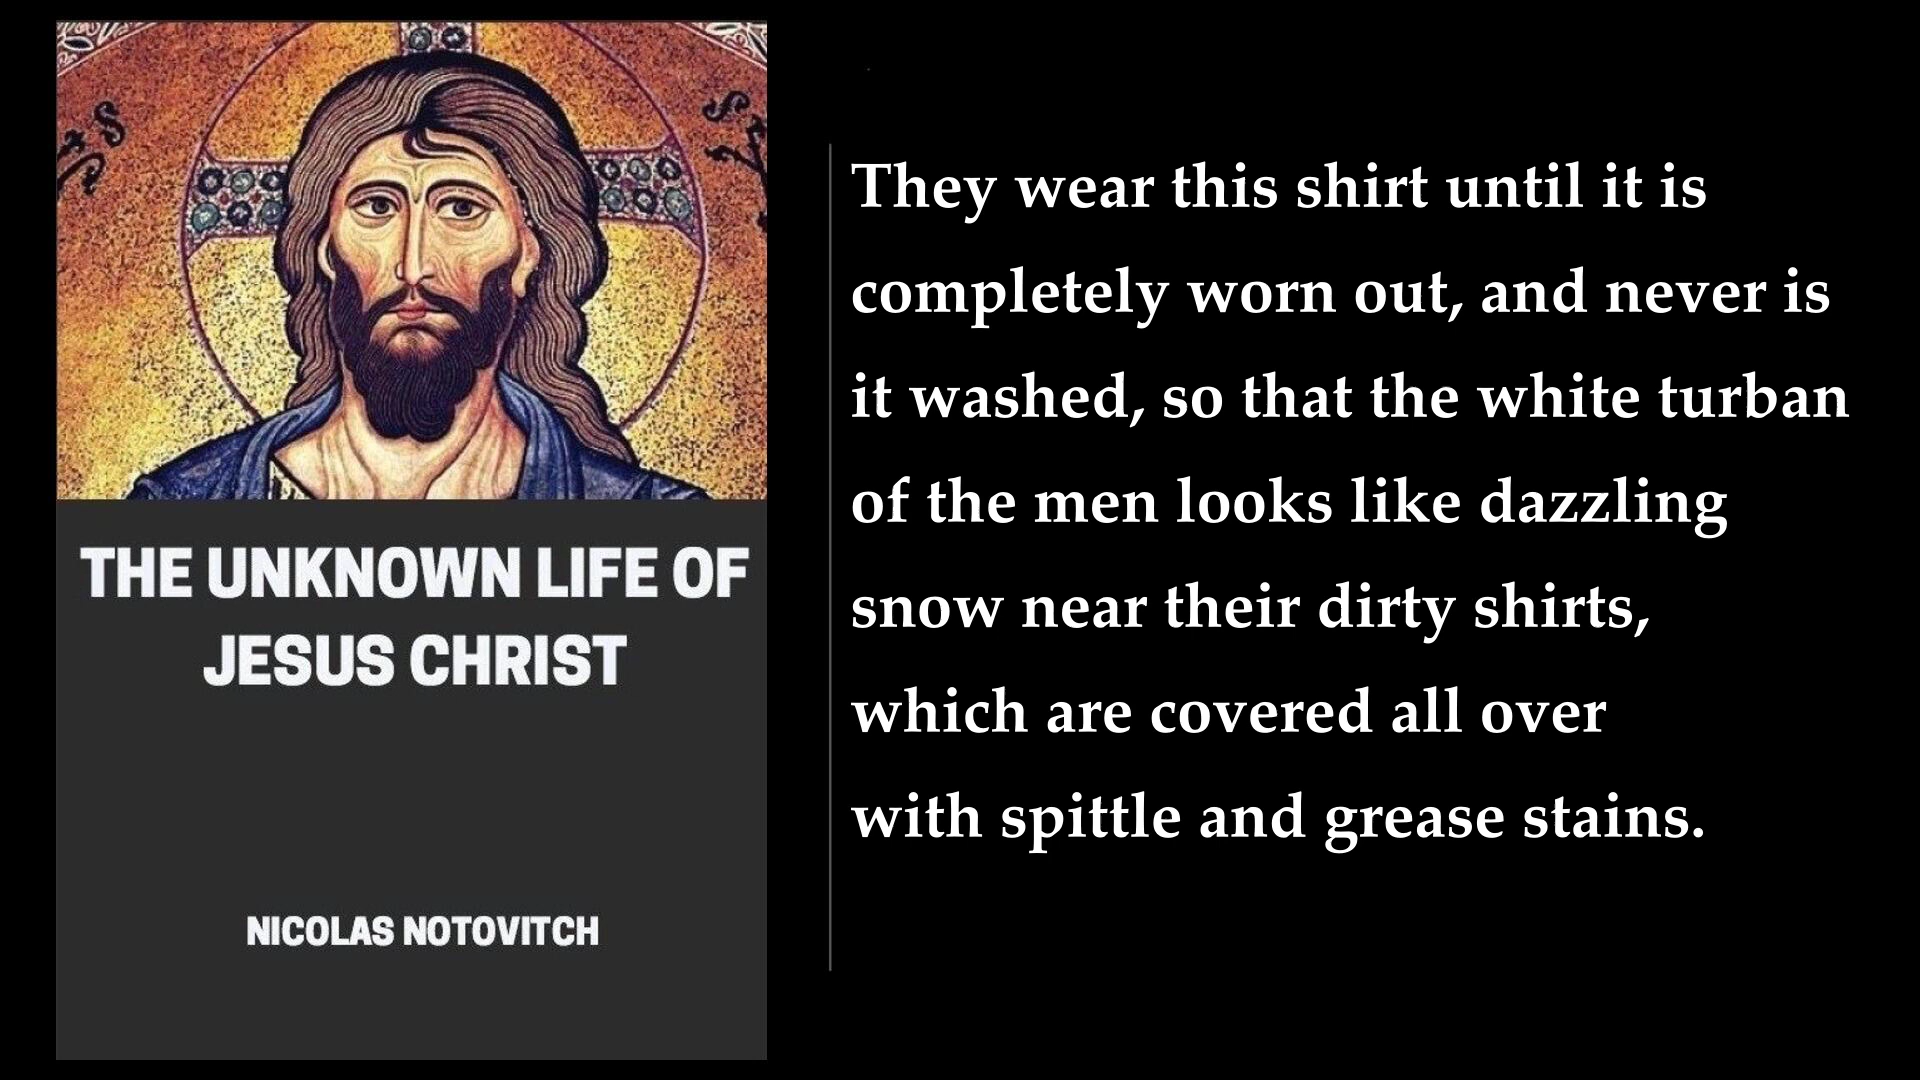 THE UNKNOWN LIFE OF
JESUS CHRIST
NICOLAS NOTOVITCH
They wear this shirt until it is
completely worn out, and never is
it washed, so that the white turban
of the men looks like dazzling
snow near their dirty shirts,
which are covered all over
with spittle and grease stains.